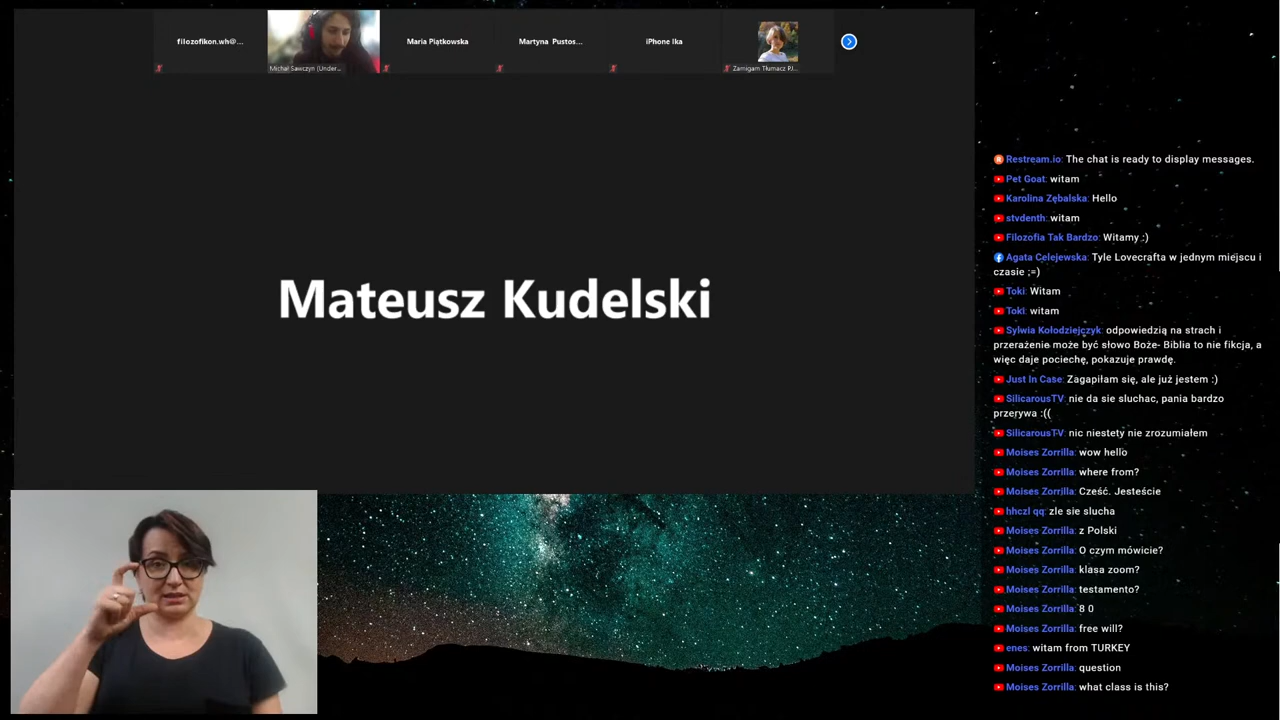 filozofikon.wh@...
Michał Sawczyn (Under...
Maria Piątkowska
Martyna Pustos...
iPhone Ika
Zamigam Tłumacz PJ...
Mateusz Kudelski
Restream.io: The chat is ready to display messages.
Pet Goat: witam
Karolina Zębalska: Hello
stvdenth: witam
Filozofia Tak Bardzo: Witamy :)
Agata Celejewska: Tyle Lovecrafta w jednym miejscu i
czasie ;=)
Toki: Witam
Toki: witam
Sylwia Kołodziejczyk: odpowiedzią na strach i
przerażenie może być słowo Boże- Biblia to nie fikcja, a
więc daje pociechę, pokazuje prawdę.
Just In Case: Zagapiłam się, ale już jestem :)
SilicarousTV: nie da sie sluchac, pania bardzo
przerywa :((
SilicarousTV: nic niestety nie zrozumiałem
Moises Zorrilla: wow hello
Moises Zorrilla: where from?
Moises Zorrilla: Cześć. Jesteście
hhczl qq: zle sie slucha
Moises Zorrilla: z Polski
Moises Zorrilla: O czym mówicie?
Moises Zorrilla: klasa zoom?
Moises Zorrilla: testamento?
Moises Zorrilla: 8 0
Moises Zorrilla: free will?
enes: witam from TURKEY
Moises Zorrilla: question
Moises Zorrilla: what class is this?